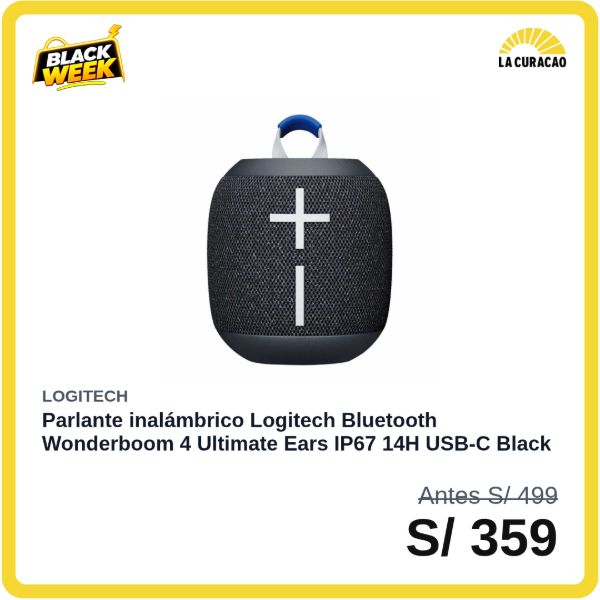 BLACK
WEEK
LA CURACAO
LOGITECH
Parlante inalámbrico Logitech Bluetooth
Wonderboom 4 Ultimate Ears IP67 14H USB-C Black
Antes S/ 499
S/ 359